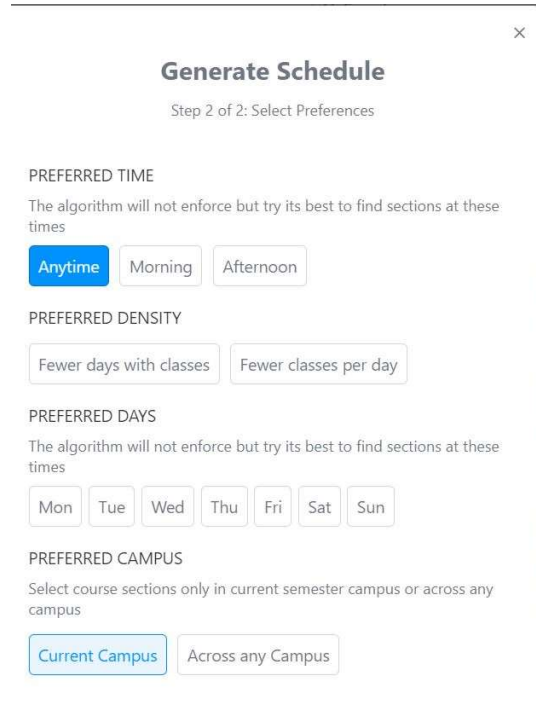 ×
Generate Schedule
Step 2 of 2: Select Preferences
PREFERRED TIME
The algorithm will not enforce but try its best to find sections at these
times
Anytime Morning Afternoon
PREFERRED DENSITY
Fewer days with classes Fewer classes per day
PREFERRED DAYS
The algorithm will not enforce but try its best to find sections at these
times
Mon Tue Wed Thu Fri Sat Sun
PREFERRED CAMPUS
Select course sections only in current semester campus or across any
campus
Current Campus Across any Campus